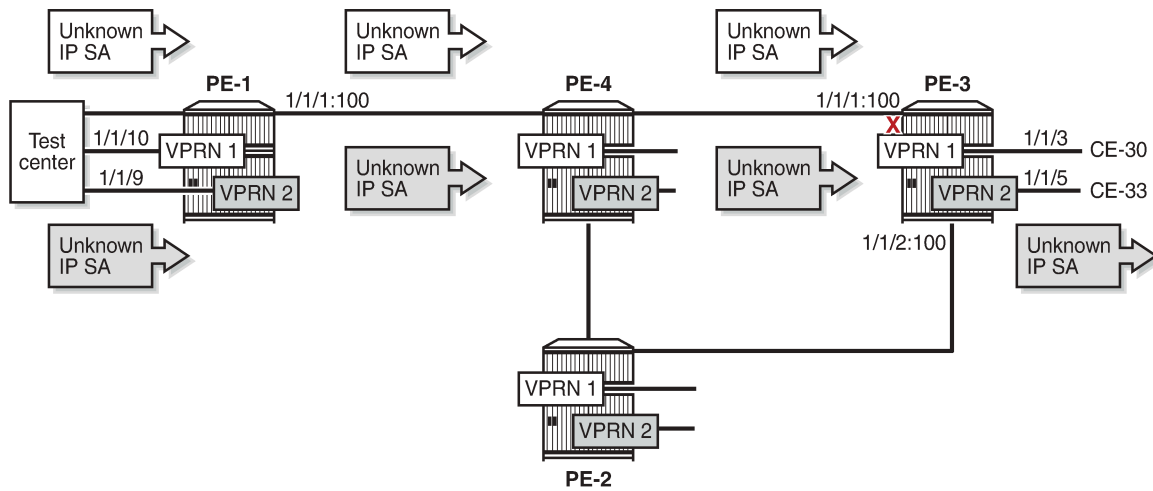 Unknown
IP SA
Unknown
IP SA
Unknown
IP SA
PE-1
PE-4
PE-3
1/1/1:100
1/1/1:100
Test
center
1/1/10
1/1/9
VPRN 1
VPRN 2
Unknown
IP SA
VPRN 1
VPRN 2
Unknown
IP SA
X
VPRN 1
VPRN 2
1/1/3
CE-30
1/1/5
CE-33
Unknown
IP SA
1/1/2:100
Unknown
IP SA
VPRN 1
VPRN 2
PE-2